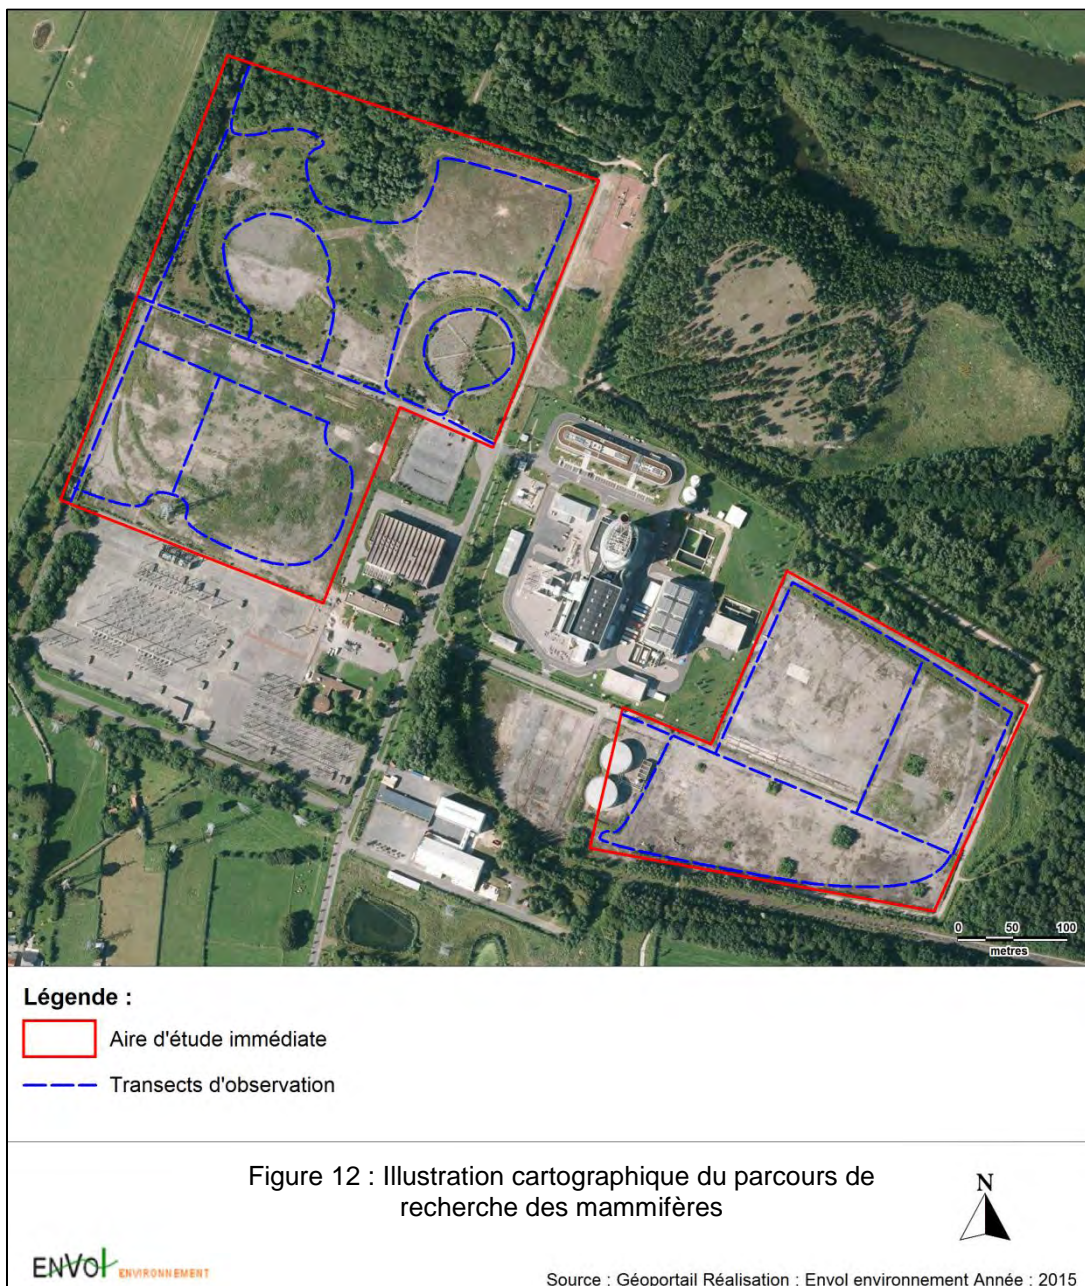 0 50 100
metres
Légende :
Aire d'étude immédiate
Transects d'observation
Figure 12 : Illustration cartographique du parcours de
recherche des mammifères
N
ENVOL ENVIRONNEMENT
Source : Géoportail Réalisation : Envol environnement Année : 2015